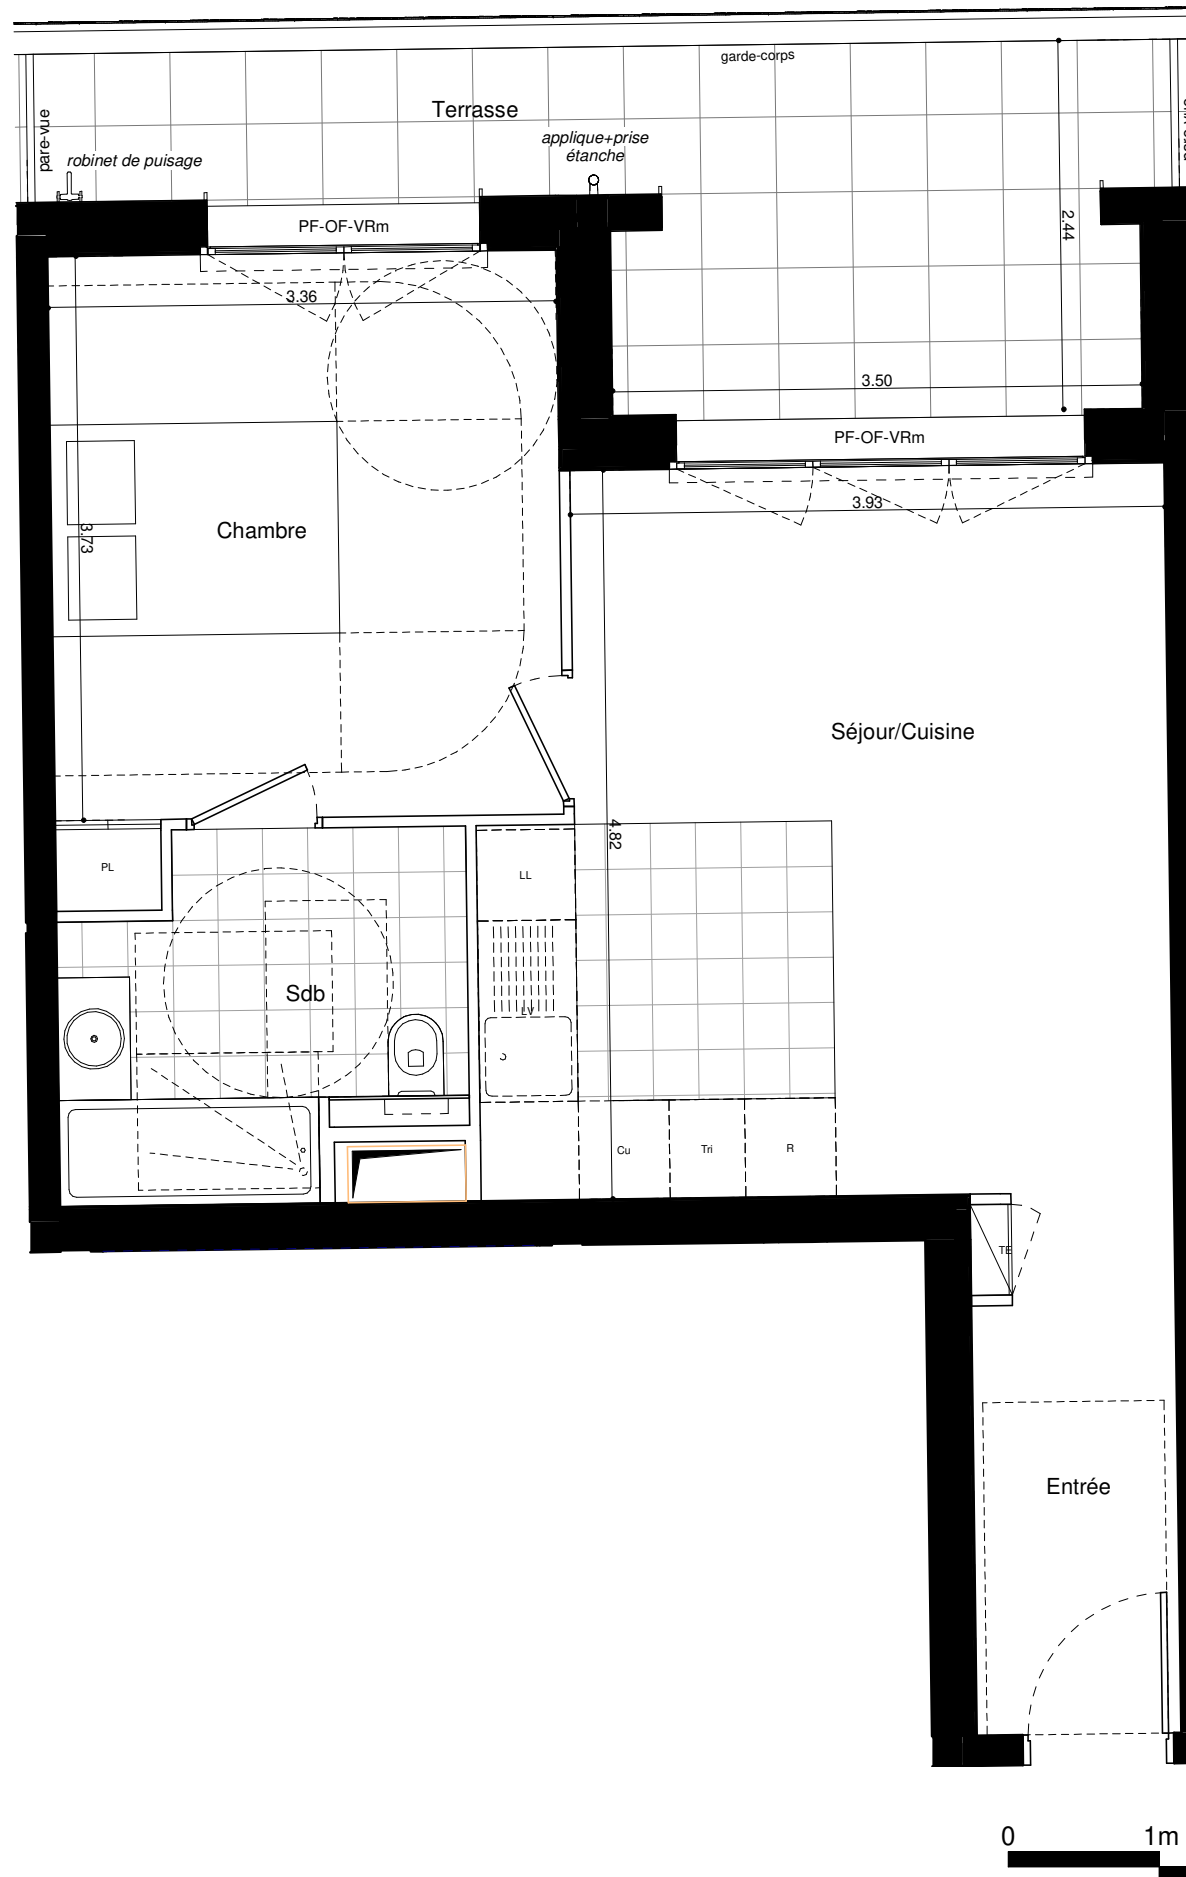 garde-corps
Terrasse
pare-vue
robinet de puisage
applique+prise
étanche
PF-OF-VRm
2.44
3.36
3.50
PF-OF-VRm
3.93
3.73
Chambre
Séjour/Cuisine
4.82
PL
LL
Sdb
LV
Cu
Tri
R
TE
Entrée
0
1m